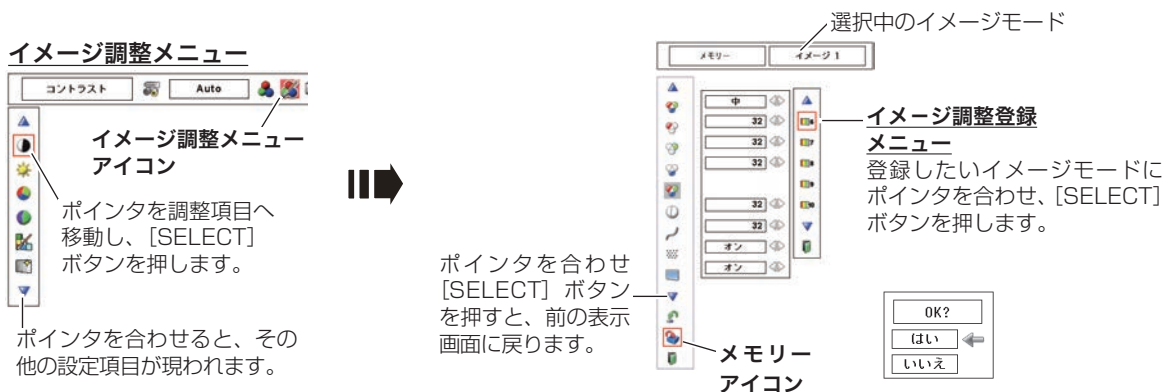 イメージ調整メニュー
コントラスト
Auto
イメージ調整メニュー
アイコン
ポインタを調整項目へ
移動し、[SELECT]
ボタンを押します。
ポインタを合わせると、その
他の設定項目が現われます。
選択中のイメージモード
メモリー
イメージ 1
中
32
32
32
32
32
オン
オン
イメージ調整登録
メニュー
登録したいイメージモードに
ポインタを合わせ、[SELECT]
ボタンを押します。
ポインタを合わせ
[SELECT] ボタン
を押すと、前の表示
画面に戻ります。
メモリー
アイコン
OK?
はい
いいえ